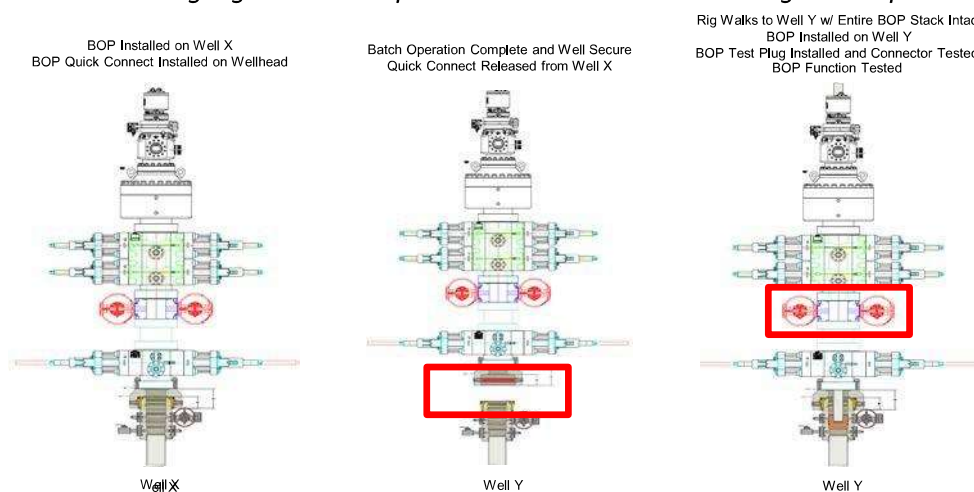 BOP Installed on Well X
BOP Quick Connect Installed on Wellhead
Batch Operation Complete and Well Secure
Quick Connect Released from Well X
Rig Walks to Well Y w/ Entire BOP Stack Intac
BOP Installed on Well Y
BOP Test Plug Installed and Connector Tested
BOP Function Tested
Well X
Well Y
Well Y